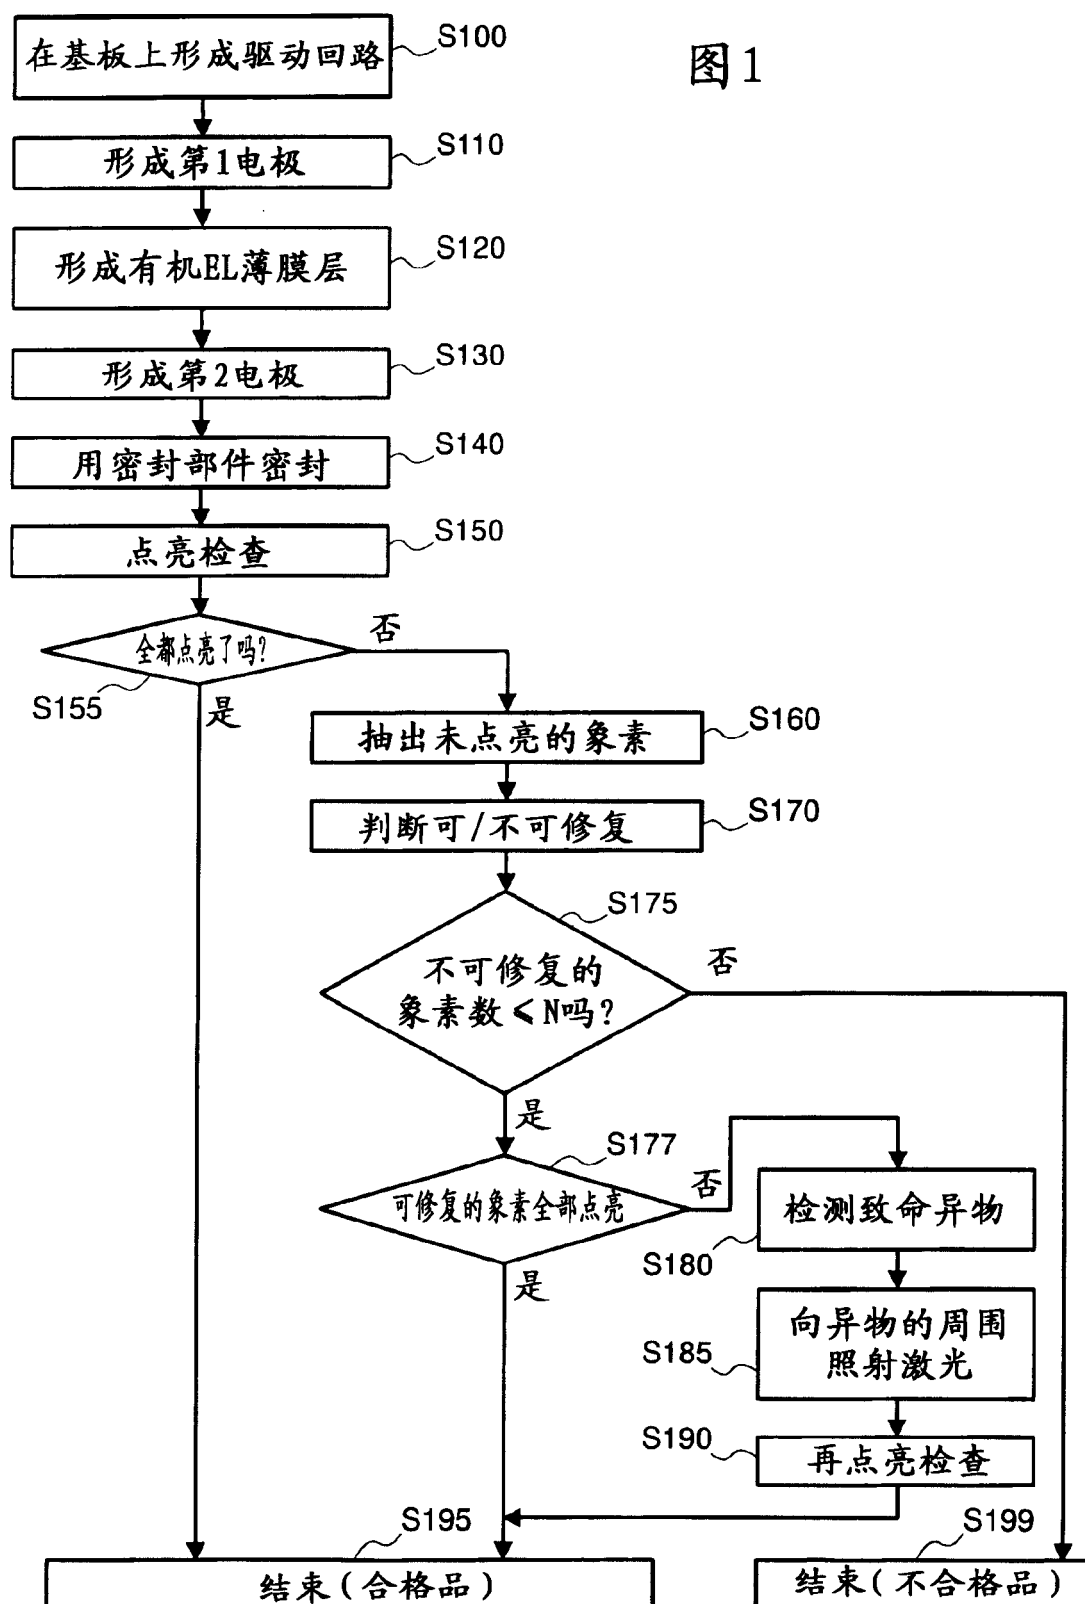 图1
在基板上形成驱动回路
S100
形成第1电极
S110
形成有机EL薄膜层
S120
形成第2电极
S130
用密封部件密封
S140
点亮检查
S150
全都点亮了吗?
否
S155
是
抽出未点亮的象素
S160
判断可/不可修复
S170
S175
不可修复的
象素数≤N吗?
否
是
S177
可修复的象素全部点亮
否
是
检测致命异物
S180
向异物的周围
照射激光
S185
再点亮检查
S190
S195
结束(合格品)
S199
结束(不合格品)